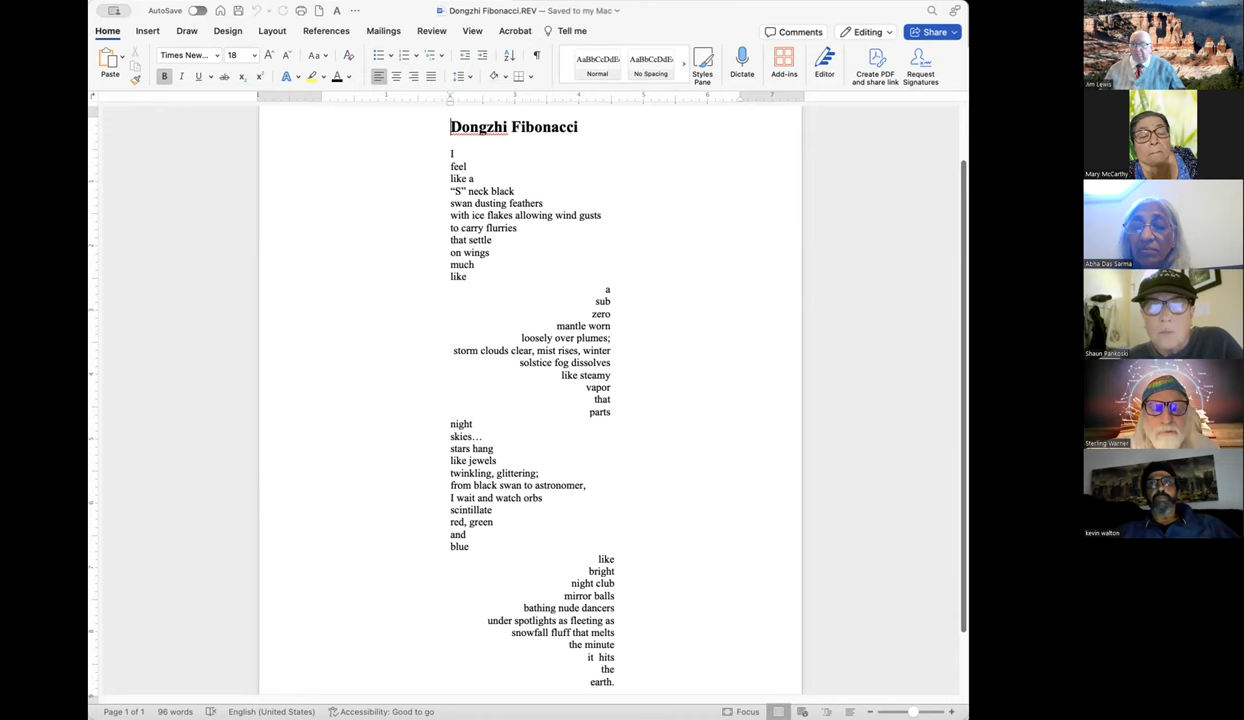 AutoSave
Dongzhi Fibonacci.REV — Saved to my Mac
Home Insert Draw Design Layout References Mailings Review View Acrobat Tell me
Comments Editing Share
Paste
Times New... 18
Aa
AaBbCcDdEe AaBbCcDdEe
Normal No Spacing
Styles Pane
Dictate
Add-ins
Editor
Create PDF and share link
Request Signatures
Dongzhi Fibonacci
I
feel
like a
“S” neck black
swan dusting feathers
with ice flakes allowing wind gusts
to carry flurries
that settle
on wings
much
like
a
sub
zero
mantle worn
loosely over plumes;
storm clouds clear, mist rises, winter
solstice fog dissolves
like steamy
vapor
that
parts
night
skies…
stars hang
like jewels
twinkling, glittering;
from black swan to astronomer,
I wait and watch orbs
scintillate
red, green
and
blue
like
bright
night club
mirror balls
bathing nude dancers
under spotlights as fleeting as
snowfall fluff that melts
the minute
it  hits
the
earth.
Page 1 of 1 96 words English (United States) Accessibility: Good to go Focus
Jim Lewis
Mary McCarthy
Abha Das Sarma
Shaun Pankoski
Sterling Warner
kevin walton